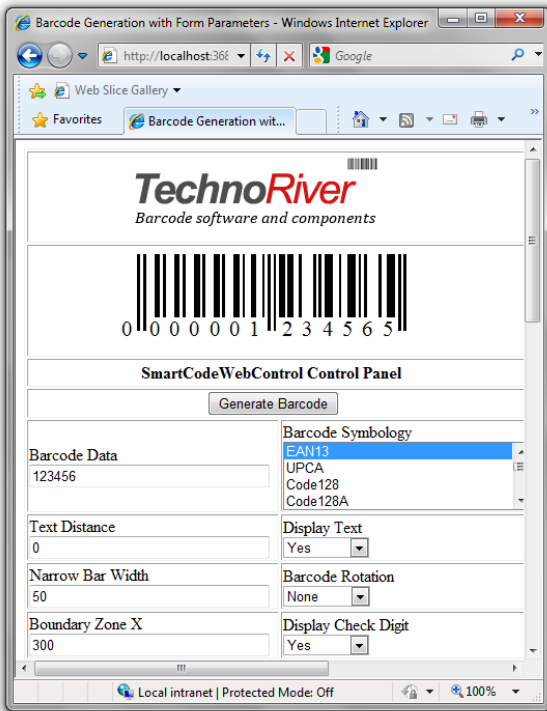 Barcode Generation with Form Parameters - Windows Internet Explorer
http://localhost:368
Google
Web Slice Gallery
Favorites
Barcode Generation wit...
TechnoRiver
Barcode software and components
0 000001 234565
SmartCodeWebControl Control Panel
Generate Barcode
Barcode Data
123456
Barcode Symbology
EAN13
UPCA
Code128
Code128A
Text Distance
0
Display Text
Yes
Narrow Bar Width
50
Barcode Rotation
None
Boundary Zone X
300
Display Check Digit
Yes
Local intranet | Protected Mode: Off
100%